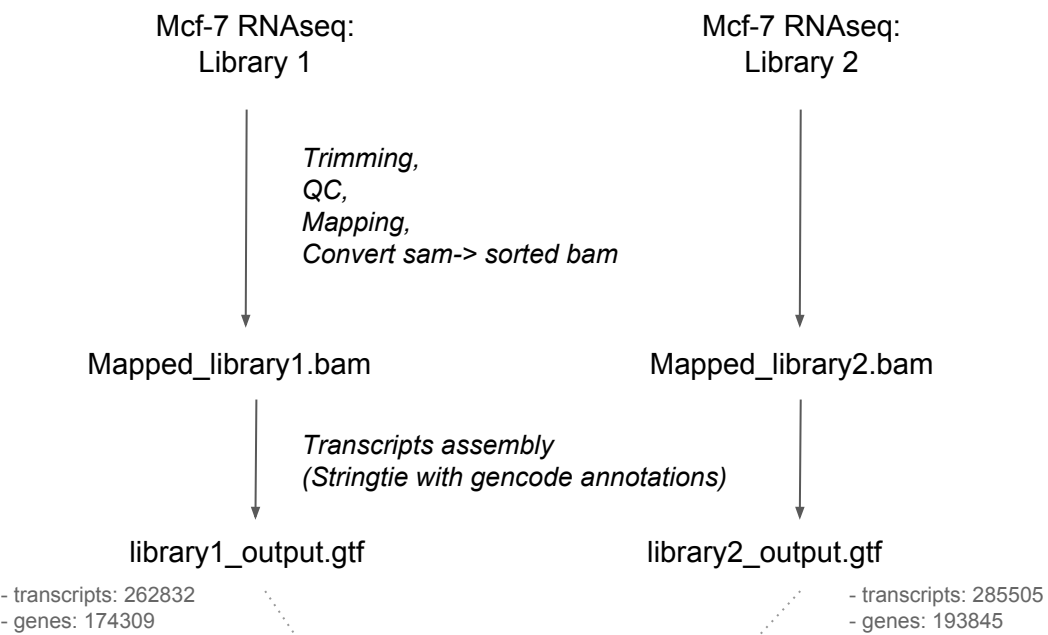 Mcf-7 RNAseq:
Library 1
Mcf-7 RNAseq:
Library 2
Trimming,
QC,
Mapping,
Convert sam-> sorted bam
Mapped_library1.bam
Mapped_library2.bam
Transcripts assembly
(Stringtie with gencode annotations)
library1_output.gtf
library2_output.gtf
- transcripts: 262832
- genes: 174309
- transcripts: 285505
- genes: 193845